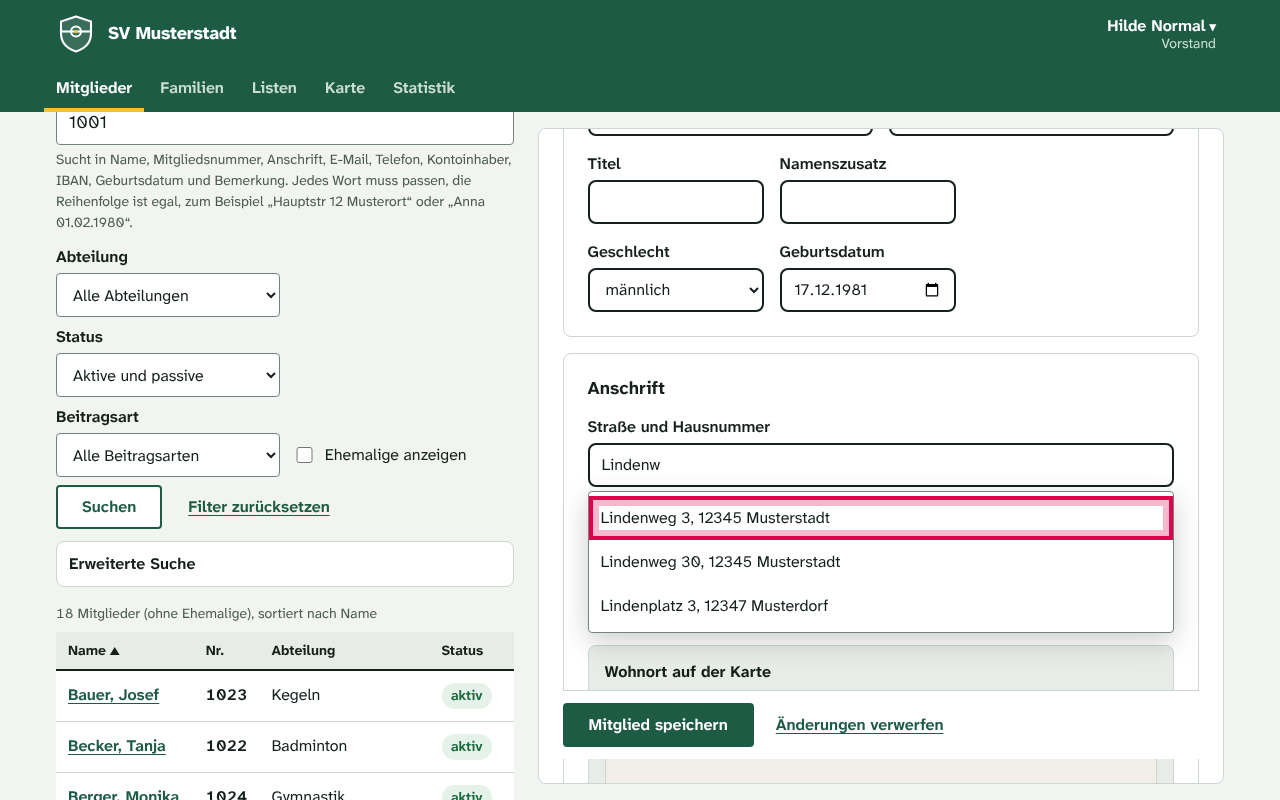 SV Musterstadt
Hilde Normal ▾
Vorstand
Mitglieder
Familien
Listen
Karte
Statistik
1001
Sucht in Name, Mitgliedsnummer, Anschrift, E-Mail, Telefon, Kontoinhaber,
IBAN, Geburtsdatum und Bemerkung. Jedes Wort muss passen, die
Reihenfolge ist egal, zum Beispiel „Hauptstr 12 Musterort“ oder „Anna
01.02.1980“.
Abteilung
Alle Abteilungen
Status
Aktive und passive
Beitragsart
Alle Beitragsarten
Ehemalige anzeigen
Suchen
Filter zurücksetzen
Erweiterte Suche
18 Mitglieder (ohne Ehemalige), sortiert nach Name
Name ▲ Nr. Abteilung Status
Bauer, Josef 1023 Kegeln aktiv
Becker, Tanja 1022 Badminton aktiv
Berger, Monika 1024 Gymnastik aktiv
Titel
Namenszusatz
Geschlecht
Geburtsdatum
männlich
17.12.1981
Anschrift
Straße und Hausnummer
Lindenw
Lindenweg 3, 12345 Musterstadt
Lindenweg 30, 12345 Musterstadt
Lindenplatz 3, 12347 Musterdorf
Wohnort auf der Karte
Mitglied speichern
Änderungen verwerfen